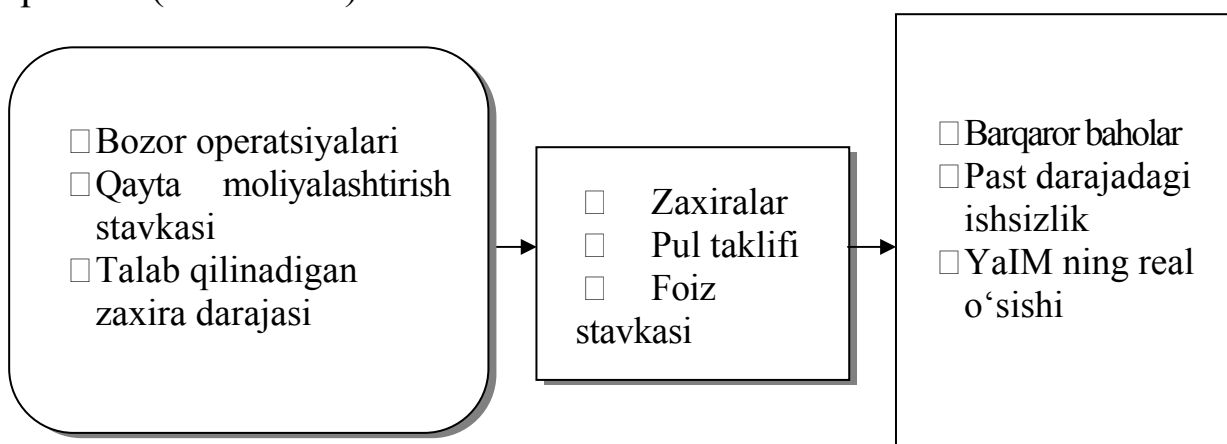 Bozor operatsiyalari
Qayta moliyalashtirish
stavkasi
Talab qilinadigan
zaxira darajasi
Zaxiralar
Pul taklifi
Foiz
stavkasi
Barqaror baholar
Past darajadagi
ishsizlik
YaIM ning real
o‘sishi